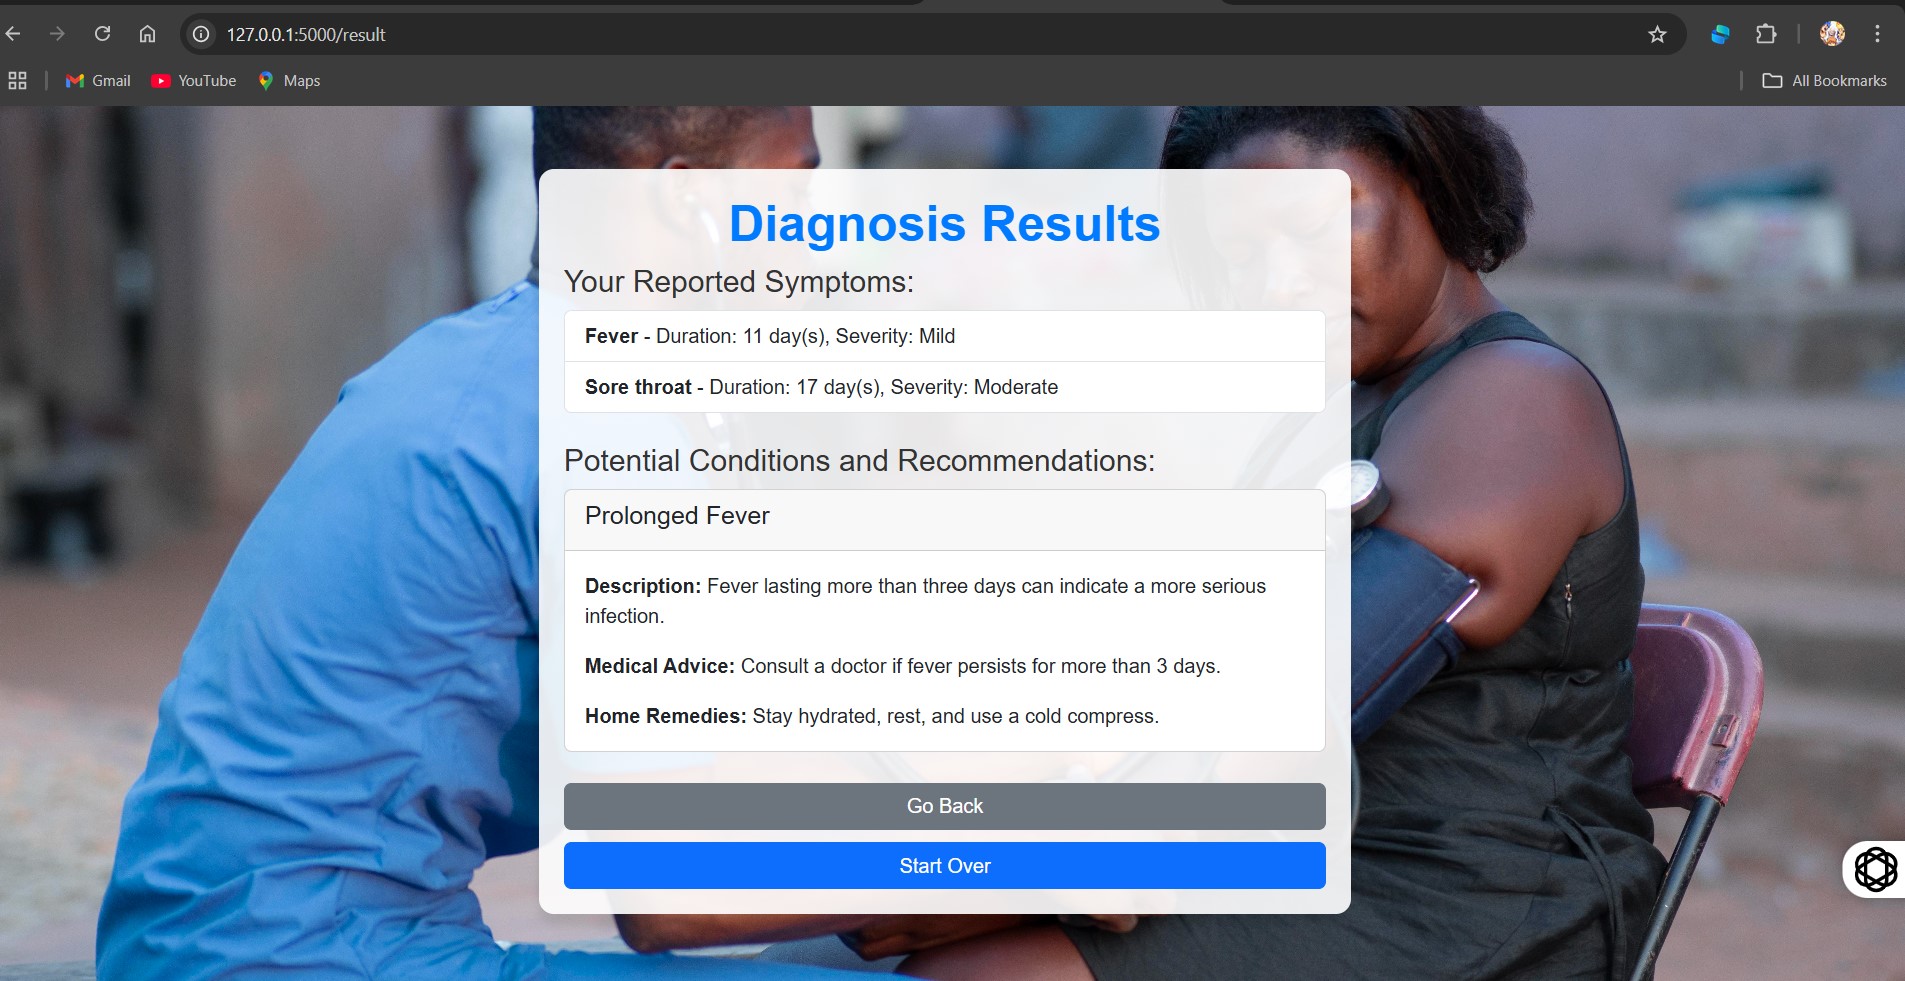 127.0.0.1:5000/result
Gmail YouTube Maps All Bookmarks
Diagnosis Results
Your Reported Symptoms:
Fever - Duration: 11 day(s), Severity: Mild
Sore throat - Duration: 17 day(s), Severity: Moderate
Potential Conditions and Recommendations:
Prolonged Fever
Description: Fever lasting more than three days can indicate a more serious
infection.
Medical Advice: Consult a doctor if fever persists for more than 3 days.
Home Remedies: Stay hydrated, rest, and use a cold compress.
Go Back
Start Over